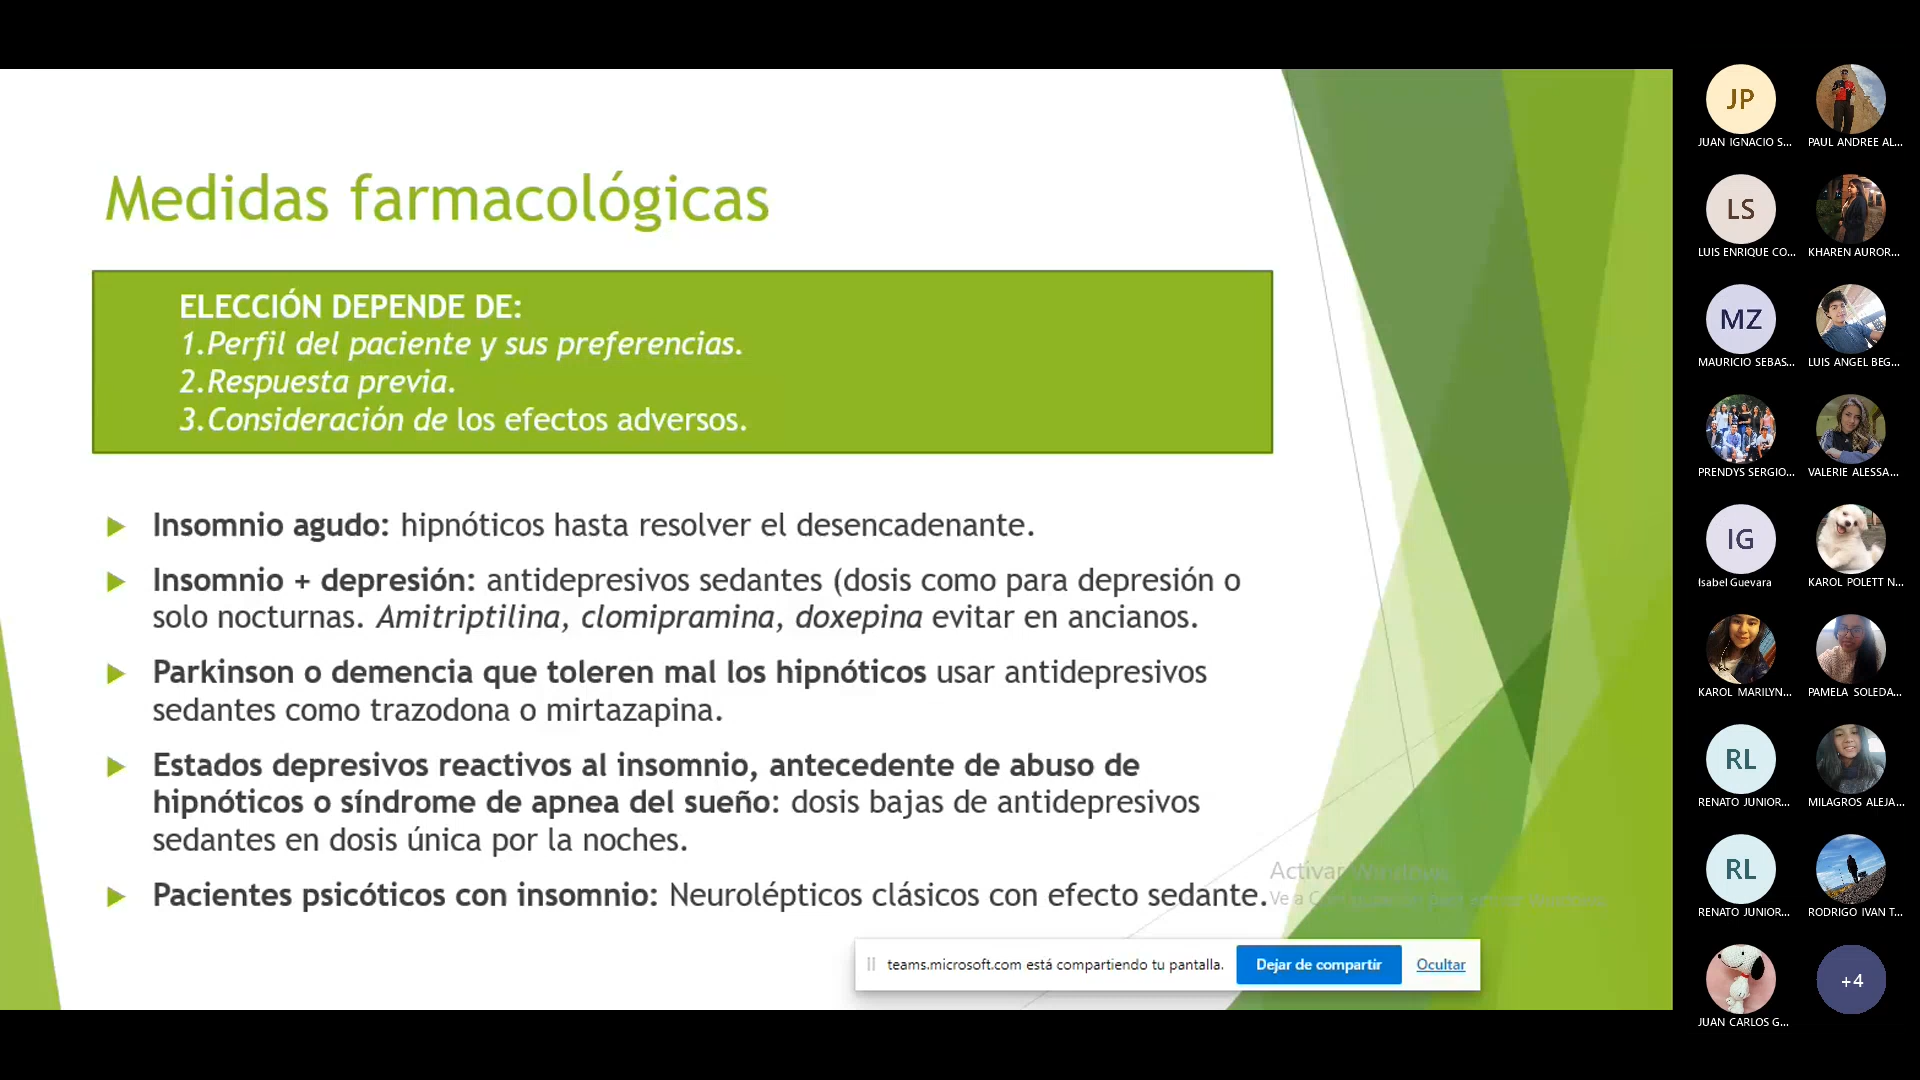 Medidas farmacológicas
ELECCIÓN DEPENDE DE:
1.Perfil del paciente y sus preferencias.
2.Respuesta previa.
3.Consideración de los efectos adversos.
Insomnio agudo: hipnóticos hasta resolver el desencadenante.
Insomnio + depresión: antidepresivos sedantes (dosis como para depresión o
solo nocturnas. Amitriptilina, clomipramina, doxepina evitar en ancianos.
Parkinson o demencia que toleren mal los hipnóticos usar antidepresivos
sedantes como trazodona o mirtazapina.
Estados depresivos reactivos al insomnio, antecedente de abuso de
hipnóticos o síndrome de apnea del sueño: dosis bajas de antidepresivos
sedantes en dosis única por la noches.
Pacientes psicóticos con insomnio: Neurolépticos clásicos con efecto sedante.
Activar Windows
Ve a
teams.microsoft.com está compartiendo tu pantalla.
Dejar de compartir
Ocultar
JP
JUAN IGNACIO S...
PAUL ANDREE AL...
LS
LUIS ENRIQUE CO...
KHAREN AUROR...
MZ
MAURICIO SEBAS...
LUIS ANGEL BEG...
PRENDYS SERGIO...
VALERIE ALESSA...
IG
Isabel Guevara
KAROL POLETT N...
KAROL MARILYN...
PAMELA SOLEDA...
RL
RENATO JUNIOR...
MILAGROS ALEJA...
RL
RENATO JUNIOR...
RODRIGO IVAN T...
JUAN CARLOS G...
+4